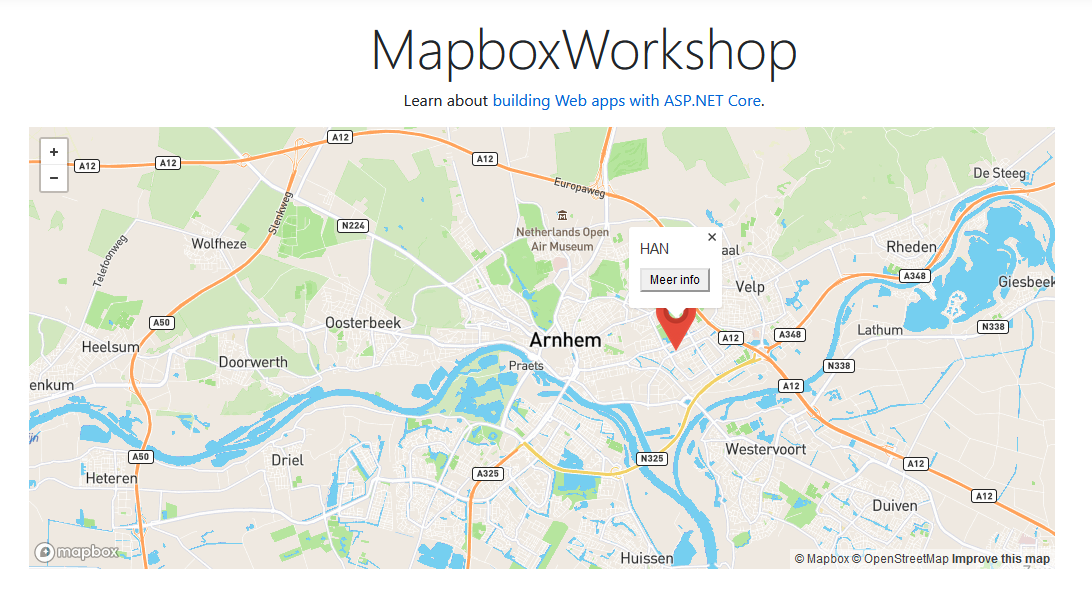 MapboxWorkshop
Learn about building Web apps with ASP.NET Core.
+
−
A12
A12
A12
A12
Europaweg
De Steeg
Slenkweg
N224
Netherlands Open
Air Museum
Wolfheze
Telefoonweg
HAN
×
Meer info
aal
Rheden
A348
Velp
Giesbeek
A50
Oosterbeek
Heelsum
Arnhem
A12
A348
Lathum
N338
Doorwerth
Praets
N338
enkum
A12
A50
Driel
Heteren
A325
N325
Westervoort
A12
A12
Duiven
Huissen
mapbox
© Mapbox © OpenStreetMap Improve this map